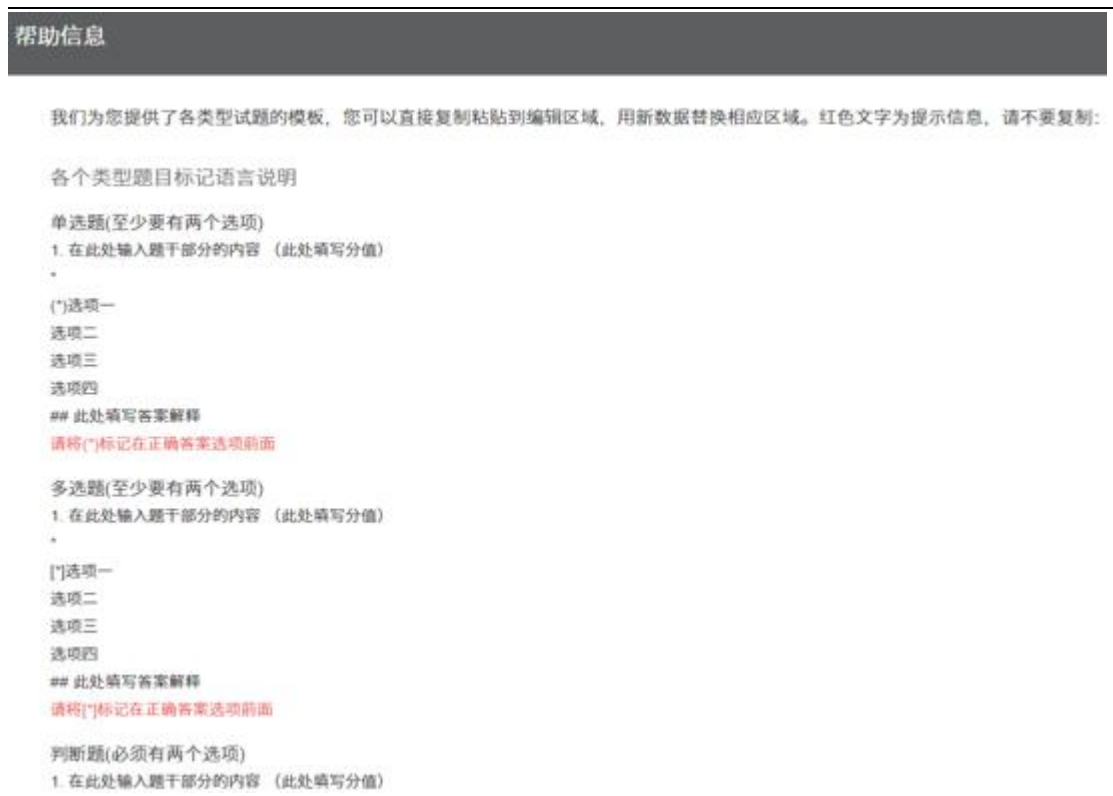 帮助信息
我们为您提供了各类型试题的模板，您可以直接复制粘贴到编辑区域，用新数据替换相应区域。红色文字为提示信息，请不要复制：
各个类型题目标记语言说明
单选题(至少要有两个选项)
1. 在此处输入题干部分的内容 （此处填写分值）
*
(*)选项一
选项二
选项三
选项四
## 此处填写答案解释
请将(*)标记在正确答案选项前面
多选题(至少要有两个选项)
1. 在此处输入题干部分的内容 （此处填写分值）
*
[*]选项一
选项二
选项三
选项四
## 此处填写答案解释
请将[*]标记在正确答案选项前面
判断题(必须有两个选项)
1. 在此处输入题干部分的内容 （此处填写分值）